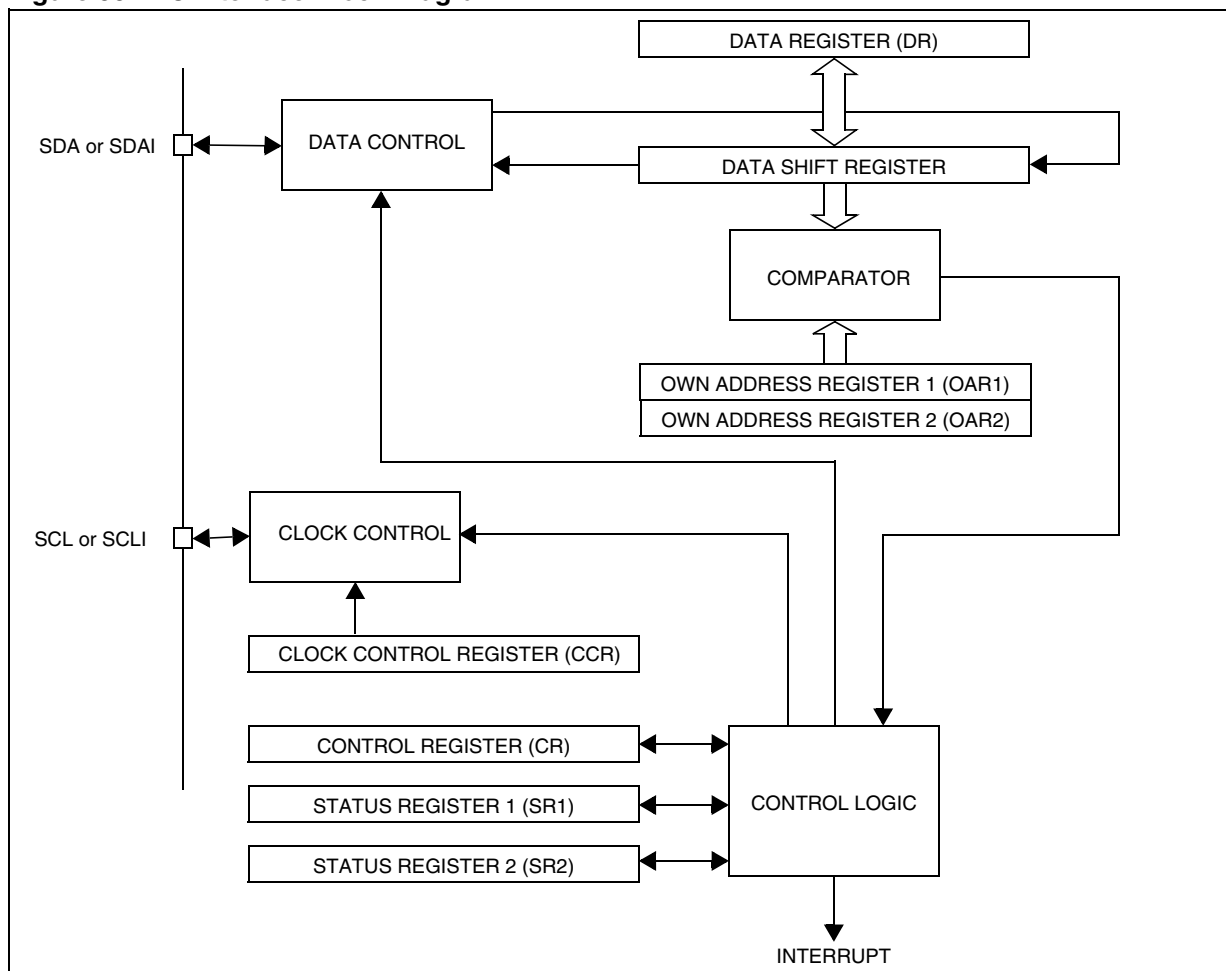 DATA REGISTER (DR)
SDA or SDAI
DATA CONTROL
DATA SHIFT REGISTER
COMPARATOR
OWN ADDRESS REGISTER 1 (OAR1)
OWN ADDRESS REGISTER 2 (OAR2)
SCL or SCLI
CLOCK CONTROL
CLOCK CONTROL REGISTER (CCR)
CONTROL REGISTER (CR)
STATUS REGISTER 1 (SR1)
CONTROL LOGIC
STATUS REGISTER 2 (SR2)
INTERRUPT